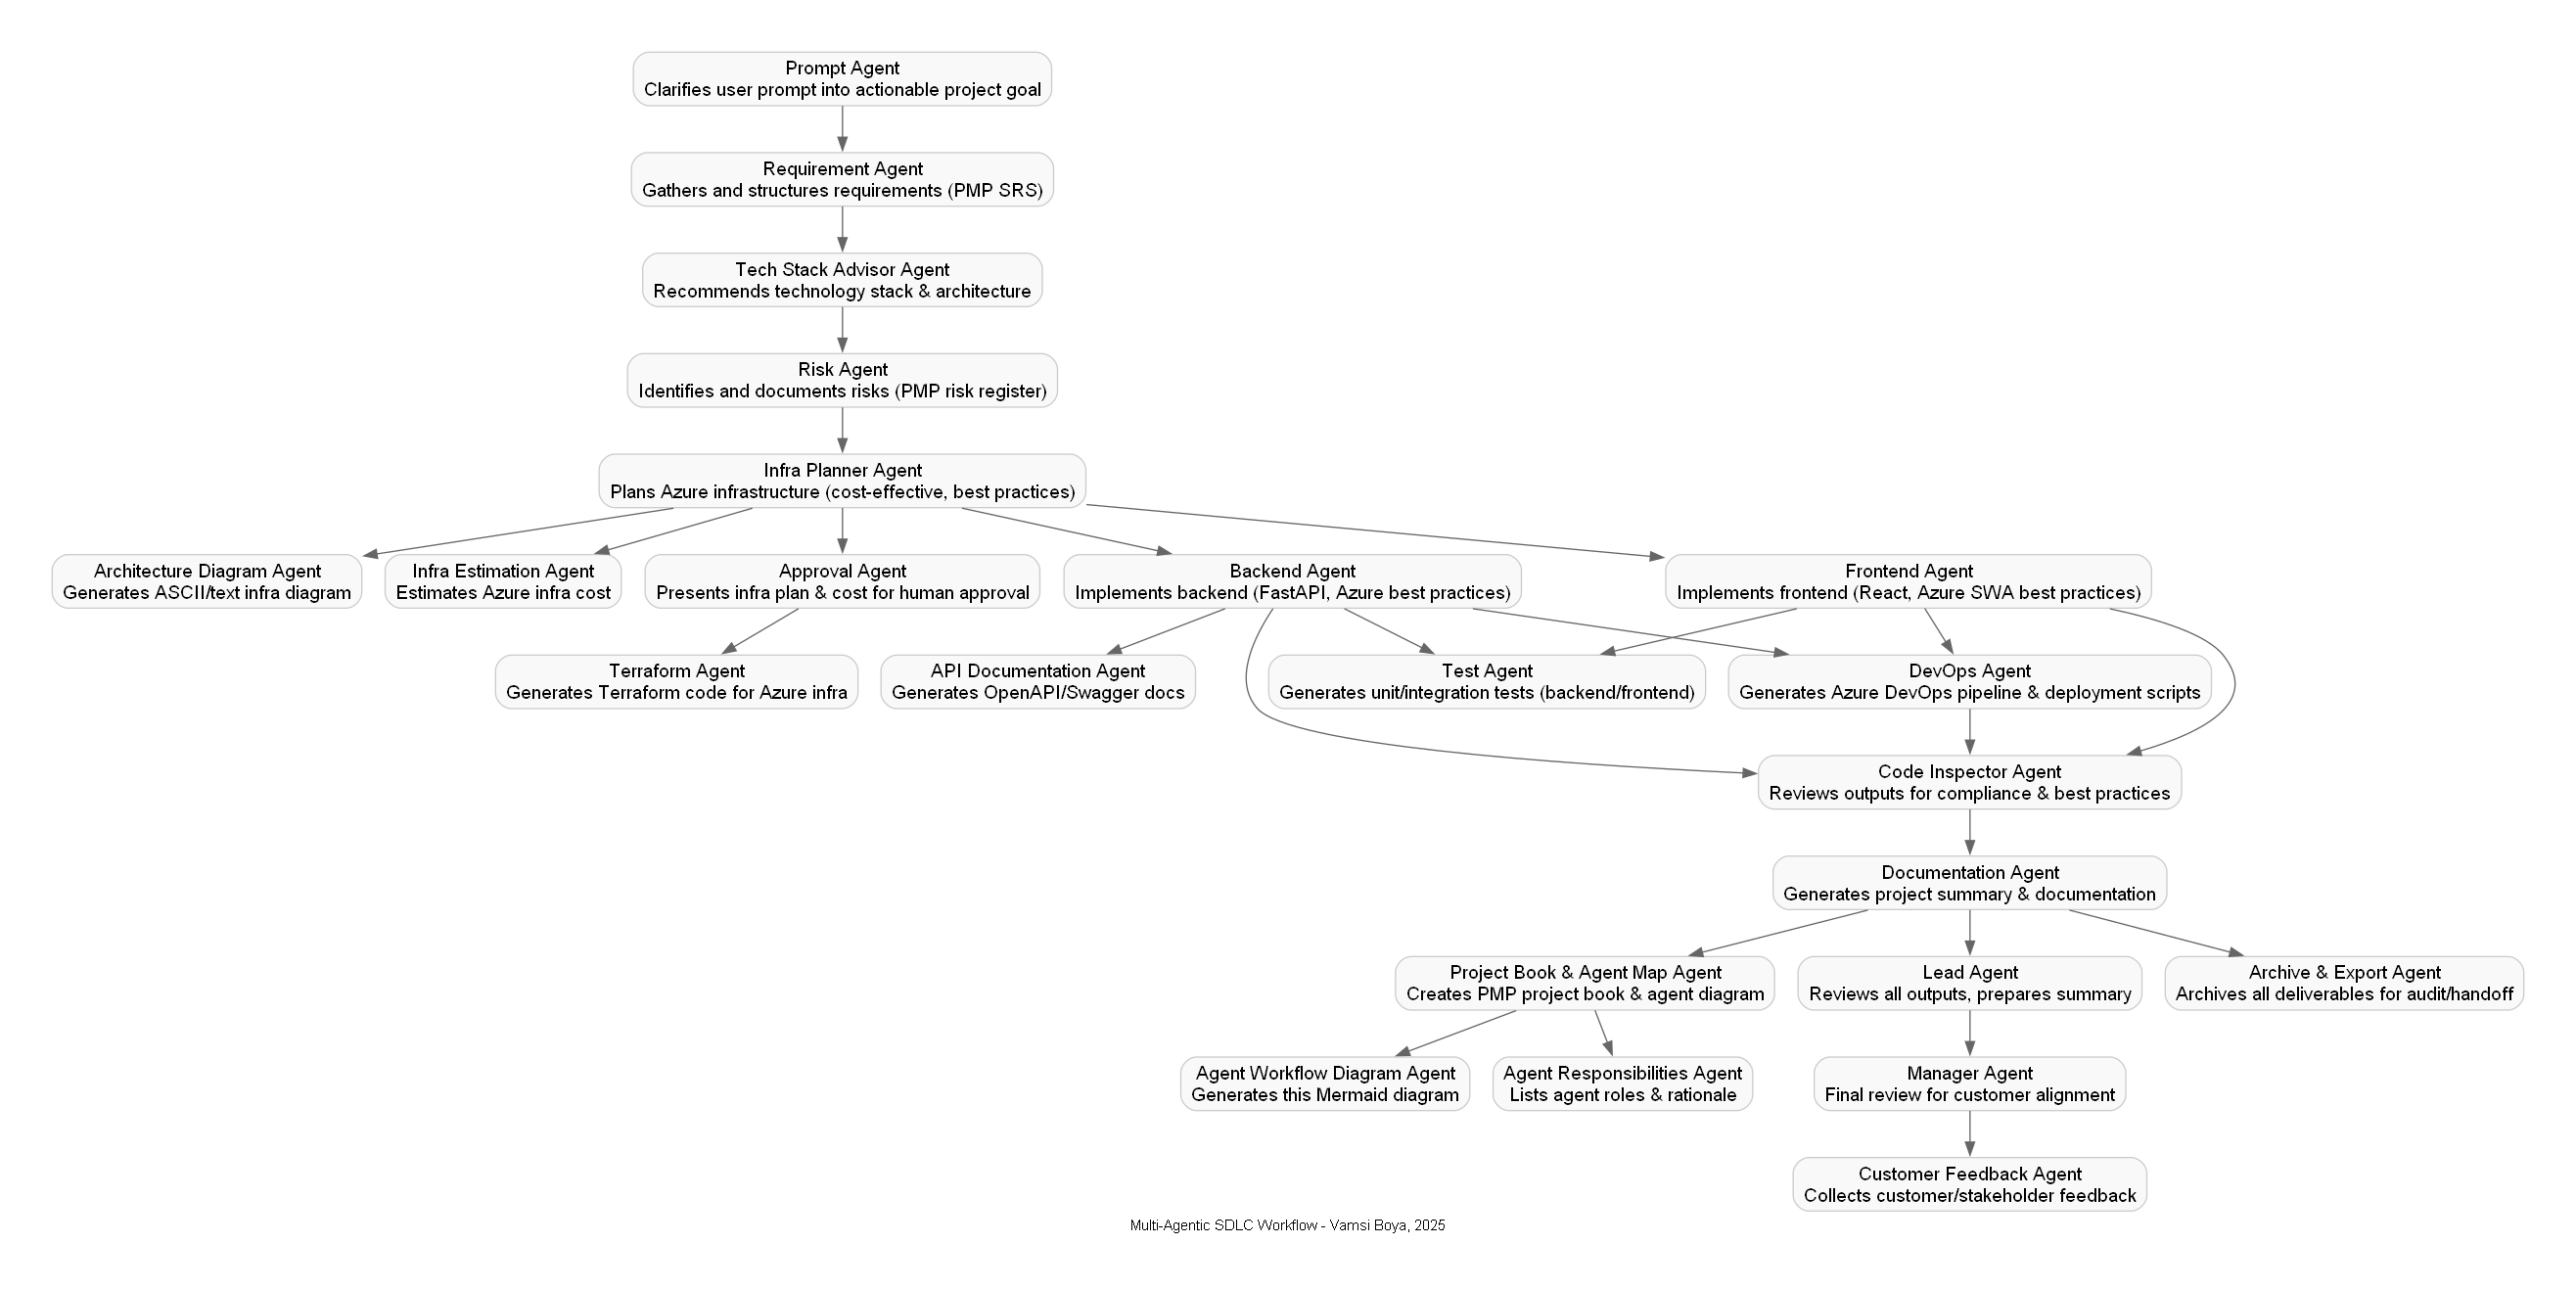 Prompt Agent
Clarifies user prompt into actionable project goal
Requirement Agent
Gathers and structures requirements (PMP SRS)
Tech Stack Advisor Agent
Recommends technology stack & architecture
Risk Agent
Identifies and documents risks (PMP risk register)
Infra Planner Agent
Plans Azure infrastructure (cost-effective, best practices)
Architecture Diagram Agent
Generates ASCII/text infra diagram
Infra Estimation Agent
Estimates Azure infra cost
Approval Agent
Presents infra plan & cost for human approval
Backend Agent
Implements backend (FastAPI, Azure best practices)
Frontend Agent
Implements frontend (React, Azure SWA best practices)
Terraform Agent
Generates Terraform code for Azure infra
API Documentation Agent
Generates OpenAPI/Swagger docs
Test Agent
Generates unit/integration tests (backend/frontend)
DevOps Agent
Generates Azure DevOps pipeline & deployment scripts
Code Inspector Agent
Reviews outputs for compliance & best practices
Documentation Agent
Generates project summary & documentation
Project Book & Agent Map Agent
Creates PMP project book & agent diagram
Lead Agent
Reviews all outputs, prepares summary
Archive & Export Agent
Archives all deliverables for audit/handoff
Agent Workflow Diagram Agent
Generates this Mermaid diagram
Agent Responsibilities Agent
Lists agent roles & rationale
Manager Agent
Final review for customer alignment
Customer Feedback Agent
Collects customer/stakeholder feedback
Multi-Agentic SDLC Workflow - Vamsi Boya, 2025